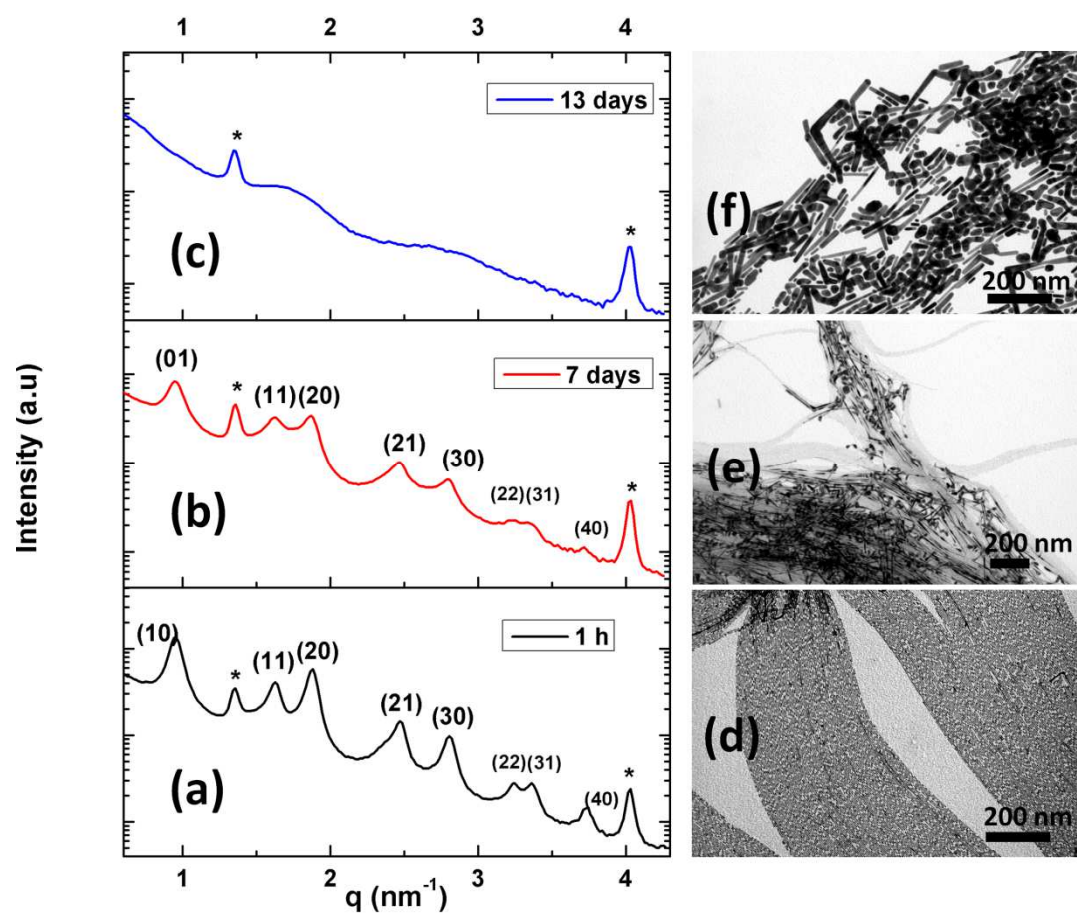 1 2 3 4
13 days
*
*
(c)
(f)
200 nm
(01)
*
(11) (20)
7 days
(21)
(30)
(22)(31)
(40)
*
(b)
(e)
200 nm
Intensity (a.u)
(10)
*
(11)
(20)
1 h
(21)
(30)
(22)(31)
(40)
*
(a)
(d)
200 nm
1 2 3 4
q (nm⁻¹)